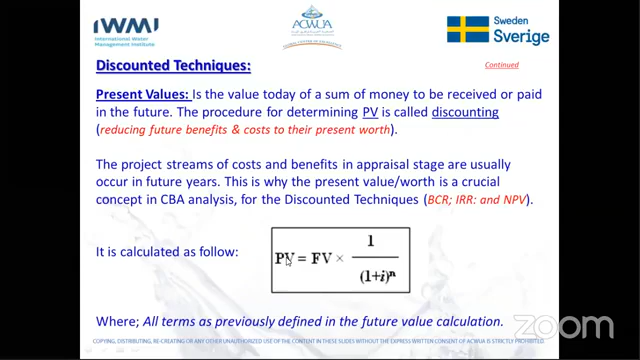 IWMI
International Water
Management Institute
ACWUA
Sweden
Sverige
Discounted Techniques:
Continued
Present Values: Is the value today of a sum of money to be received or paid
in the future. The procedure for determining PV is called discounting
(reducing future benefits & costs to their present worth).
The project streams of costs and benefits in appraisal stage are usually
occur in future years. This is why the present value/worth is a crucial
concept in CBA analysis, for the Discounted Techniques (BCR; IRR: and NPV).
It is calculated as follow:
PV = FV × 1 / (1+i)ⁿ
Where; All terms as previously defined in the future value calculation.
zoom
COPYING, DISTRIBUTING, RE-CREATING OR ANY OTHER UNAUTHORIZED USE OF THE CONTENT IN THESE SLIDES WITHOUT THE EXPRESS WRITTEN CONSENT OF ACWUA IS STRICTLY PROHIBITED.